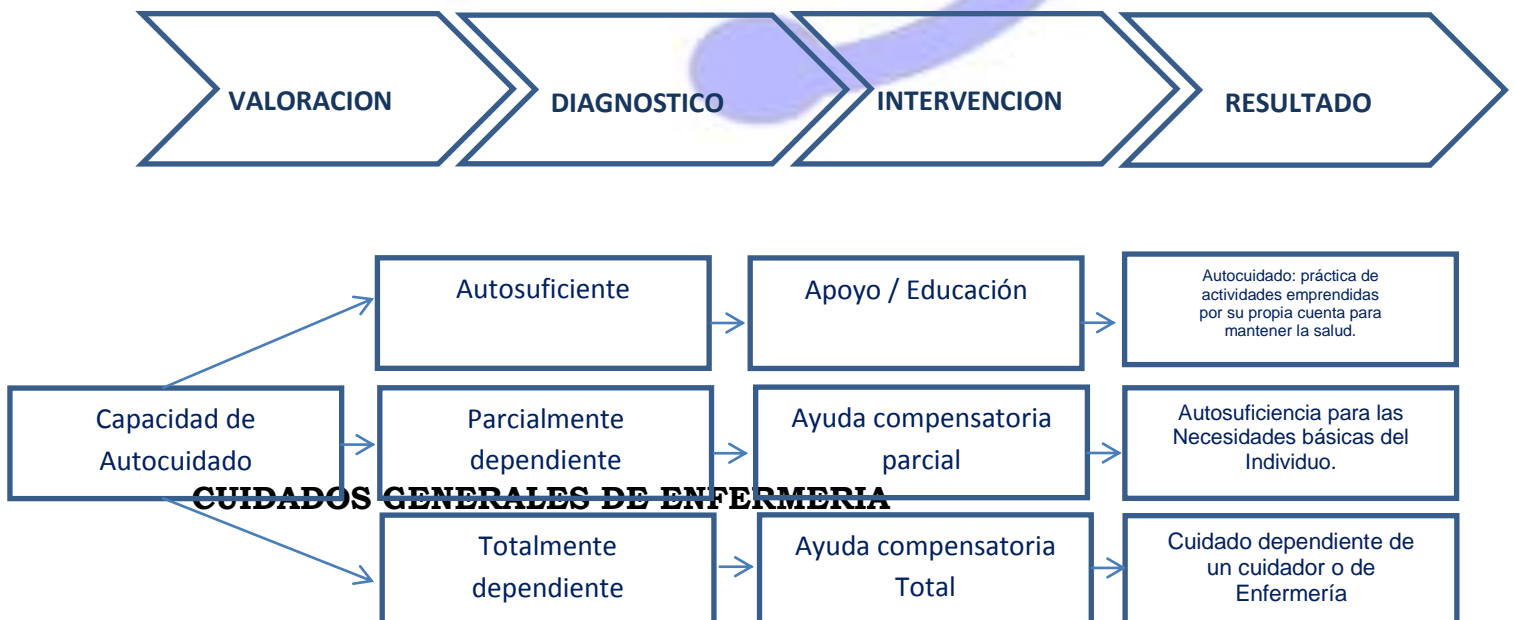 VALORACION
DIAGNOSTICO
INTERVENCION
RESULTADO
Autosuficiente
Apoyo / Educación
Autocuidado: práctica de
actividades emprendidas
por su propia cuenta para
mantener la salud.
Capacidad de
Autocuidado
Parcialmente
dependiente
Ayuda compensatoria
parcial
Autosuficiencia para las
Necesidades básicas del
Individuo.
CUIDADOS GENERALES DE ENFERMERIA
Totalmente
dependiente
Ayuda compensatoria
Total
Cuidado dependiente de
un cuidador o de
Enfermería